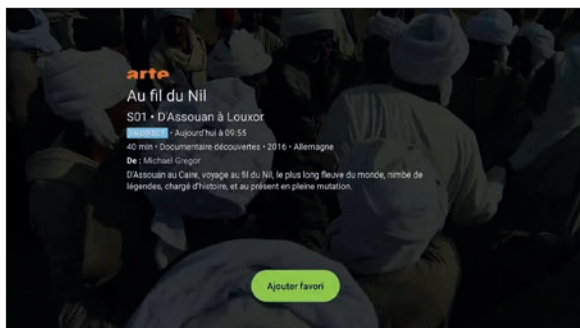 arte
Au fil du Nil
S01 • D'Assouan à Louxor
EN DIRECT • Aujourd'hui à 09:55
40 min • Documentaire découvertes • 2016 • Allemagne
De : Michael Gregor
D'Assouan au Caire, voyage au fil du Nil, le plus long fleuve du monde, nimbé de
légendes, chargé d'histoire, et au présent en pleine mutation.
Ajouter favori